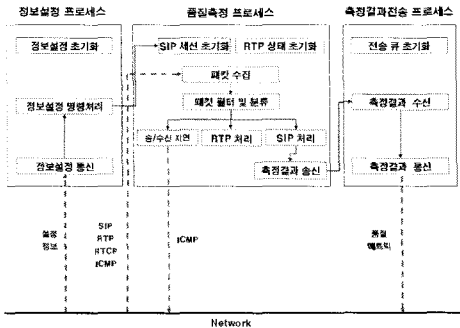 정보설정 프로세스
품질측정 프로세스
측정결과전송 프로세스
정보설정 초기화
SIP 세션 초기화
RTP 상태 초기화
전송 큐 초기화
패킷 수집
정보설정 명령처리
패킷 필터 및 분류
측정결과 수신
송/수신 지연
RTP 처리
SIP 처리
정보설정 통신
측정결과 송신
측정결과 통신
설정
정보
SIP
RTP
RTCP
ICMP
ICMP
품질
메트릭
Network